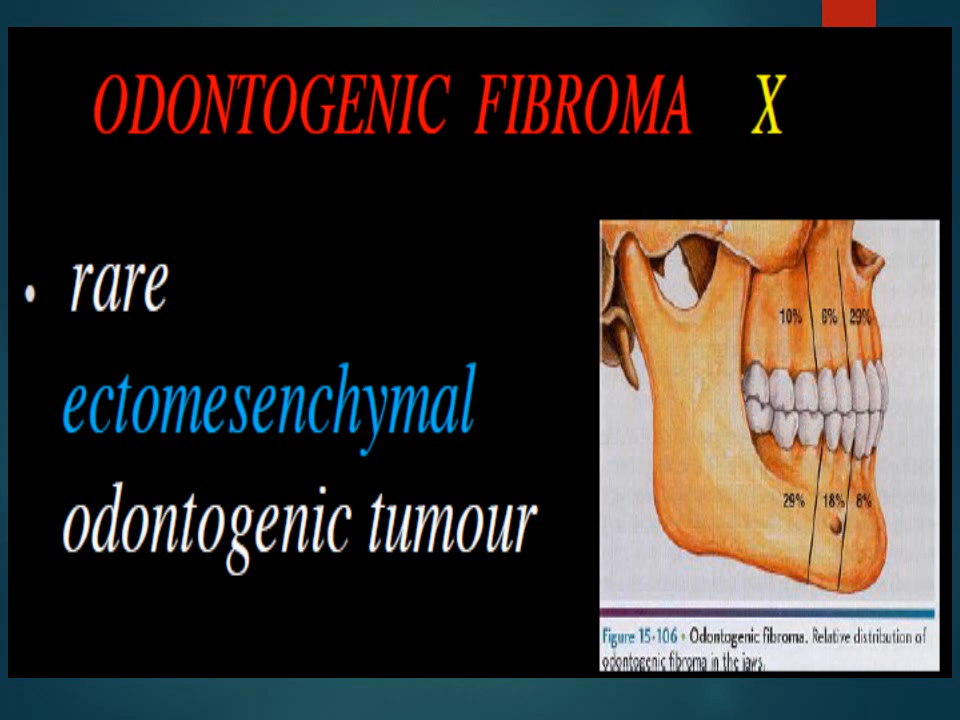 ODONTOGENIC FIBROMA X
• rare
ectomesenchymal
odontogenic tumour
10% 6% 29%
29% 18% 8%
Figure 15-106 • Odontogenic fibroma. Relative distribution of
odontogenic fibroma in the jaws.